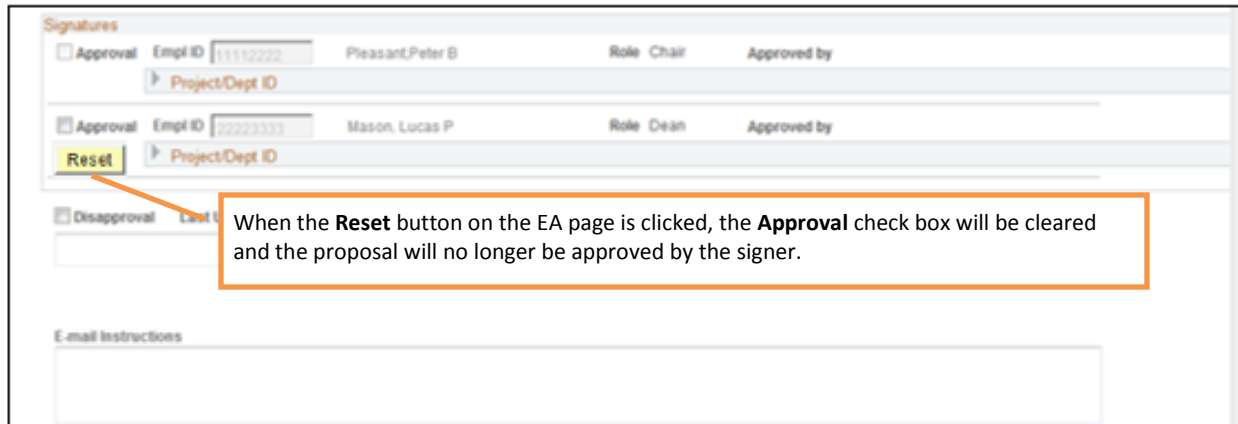 Signatures
Approval Empl ID 11112222 Pleasant,Peter B Role Chair Approved by
Project/Dept ID
Approval Empl ID 22223333 Mason, Lucas P Role Dean Approved by
Reset Project/Dept ID
Disapproval Last U
When the Reset button on the EA page is clicked, the Approval check box will be cleared
and the proposal will no longer be approved by the signer.
E-mail Instructions